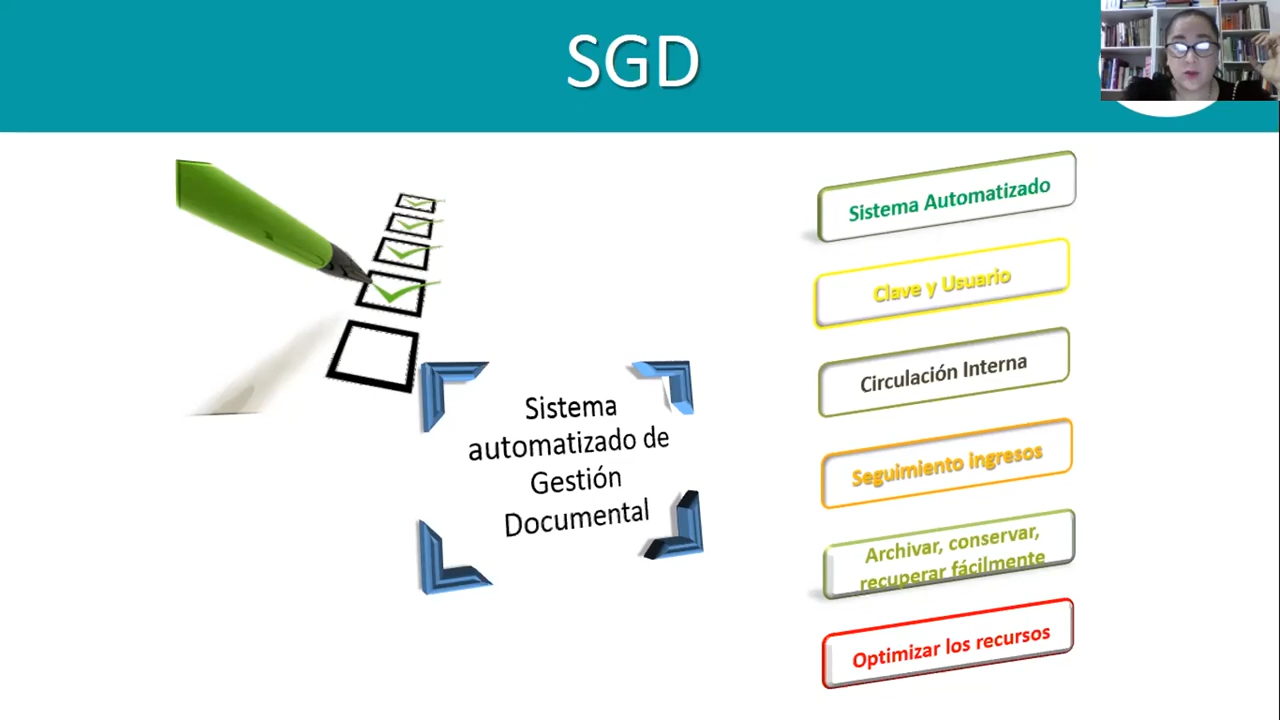 SGD
Sistema
automatizado de
Gestión
Documental
Sistema Automatizado
Clave y Usuario
Circulación Interna
Seguimiento ingresos
Archivar, conservar,
recuperar fácilmente
Optimizar los recursos